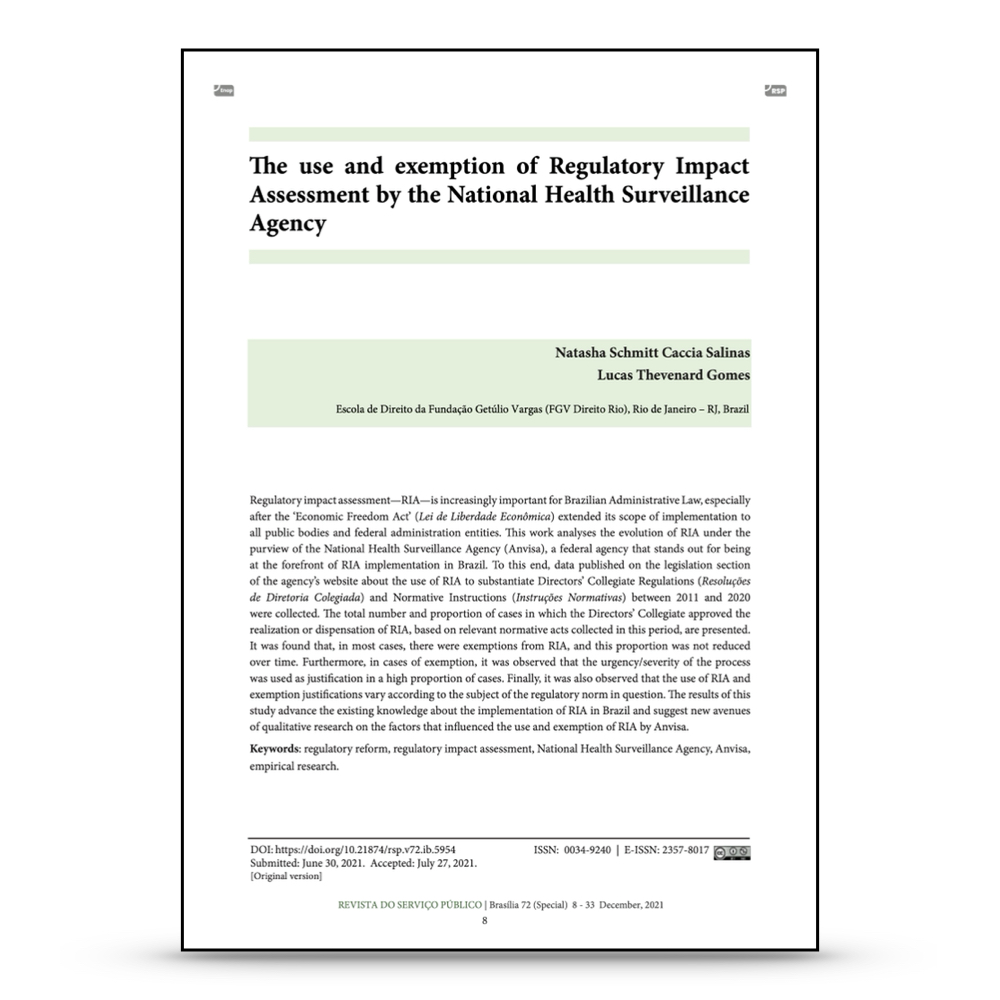 Enap
RSP
The use and exemption of Regulatory Impact
Assessment by the National Health Surveillance
Agency
Natasha Schmitt Caccia Salinas
Lucas Thevenard Gomes
Escola de Direito da Fundação Getúlio Vargas (FGV Direito Rio), Rio de Janeiro – RJ, Brazil
Regulatory impact assessment—RIA—is increasingly important for Brazilian Administrative Law, especially
after the ‘Economic Freedom Act’ (Lei de Liberdade Econômica) extended its scope of implementation to
all public bodies and federal administration entities. This work analyses the evolution of RIA under the
purview of the National Health Surveillance Agency (Anvisa), a federal agency that stands out for being
at the forefront of RIA implementation in Brazil. To this end, data published on the legislation section
of the agency’s website about the use of RIA to substantiate Directors’ Collegiate Regulations (Resoluções
de Diretoria Colegiada) and Normative Instructions (Instruções Normativas) between 2011 and 2020
were collected. The total number and proportion of cases in which the Directors’ Collegiate approved the
realization or dispensation of RIA, based on relevant normative acts collected in this period, are presented.
It was found that, in most cases, there were exemptions from RIA, and this proportion was not reduced
over time. Furthermore, in cases of exemption, it was observed that the urgency/severity of the process
was used as justification in a high proportion of cases. Finally, it was also observed that the use of RIA and
exemption justifications vary according to the subject of the regulatory norm in question. The results of this
study advance the existing knowledge about the implementation of RIA in Brazil and suggest new avenues
of qualitative research on the factors that influenced the use and exemption of RIA by Anvisa.
Keywords: regulatory reform, regulatory impact assessment, National Health Surveillance Agency, Anvisa,
empirical research.
DOI: https://doi.org/10.21874/rsp.v72.ib.5954 ISSN: 0034-9240 | E-ISSN: 2357-8017
Submitted: June 30, 2021. Accepted: July 27, 2021.
[Original version]
REVISTA DO SERVIÇO PÚBLICO | Brasília 72 (Special) 8 - 33 December, 2021
8